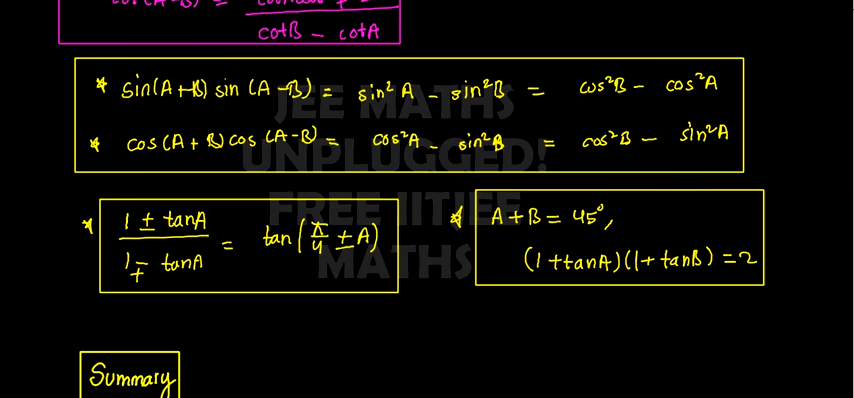 cotB - cotA
* sin(A+B) sin(A-B) = sin²A - sin²B = cos²B - cos²A
* cos(A+B) cos(A-B) = cos²A - sin²B = cos²B - sin²A
* (1 ± tanA)/(1 ∓ tanA) = tan(π/4 ± A)
* A+B = 45°,
(1+tanA)(1+tanB) = 2
JEE MATHS
UNPLUGGED!
FREE IITJEE
MATHS
Summary